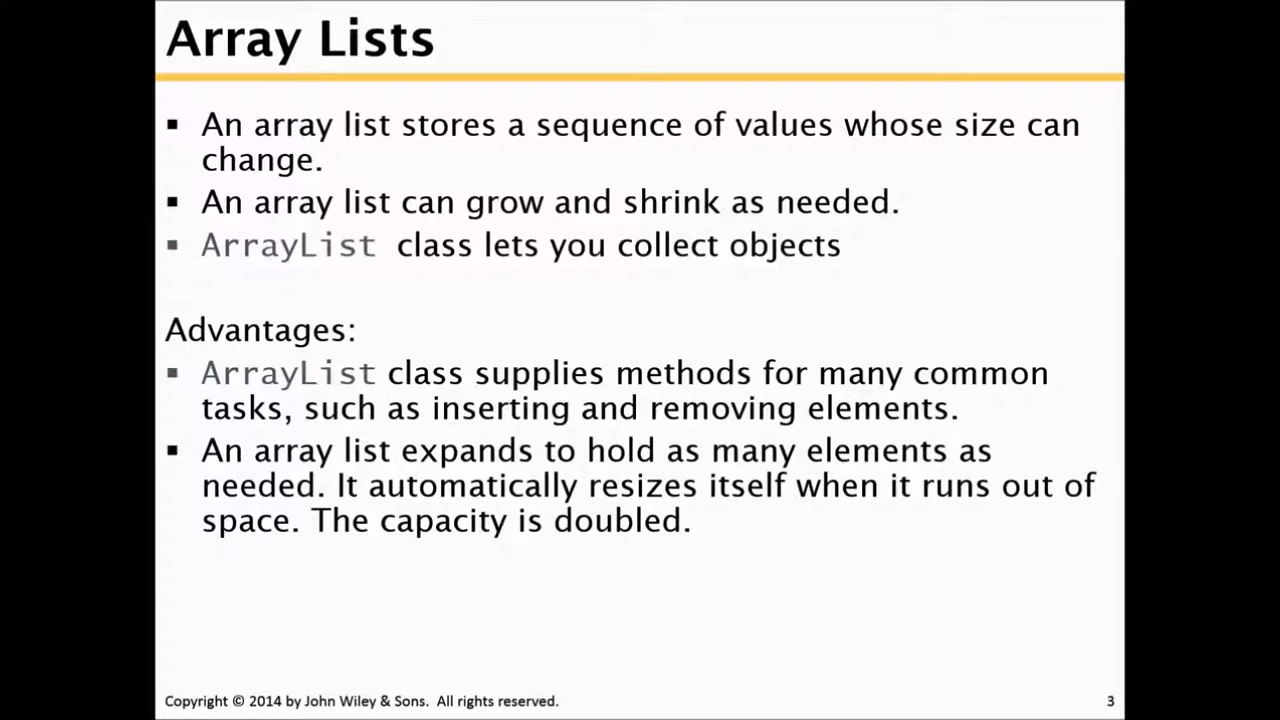 Array Lists
▪ An array list stores a sequence of values whose size can
change.
▪ An array list can grow and shrink as needed.
▪ ArrayList class lets you collect objects
Advantages:
▪ ArrayList class supplies methods for many common
tasks, such as inserting and removing elements.
▪ An array list expands to hold as many elements as
needed. It automatically resizes itself when it runs out of
space. The capacity is doubled.
Copyright © 2014 by John Wiley & Sons. All rights reserved.
3